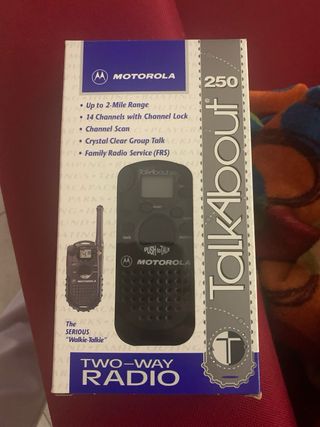 MOTOROLA
• Up to 2-Mile Range
• 14 Channels with Channel Lock
• Channel Scan
• Crystal Clear Group Talk
• Family Radio Service (FRS)
TalkAbout® 250
TalkAbout
PUSH TO TALK
MOTOROLA
The
SERIOUS
"Walkie-Talkie"
TWO-WAY
RADIO